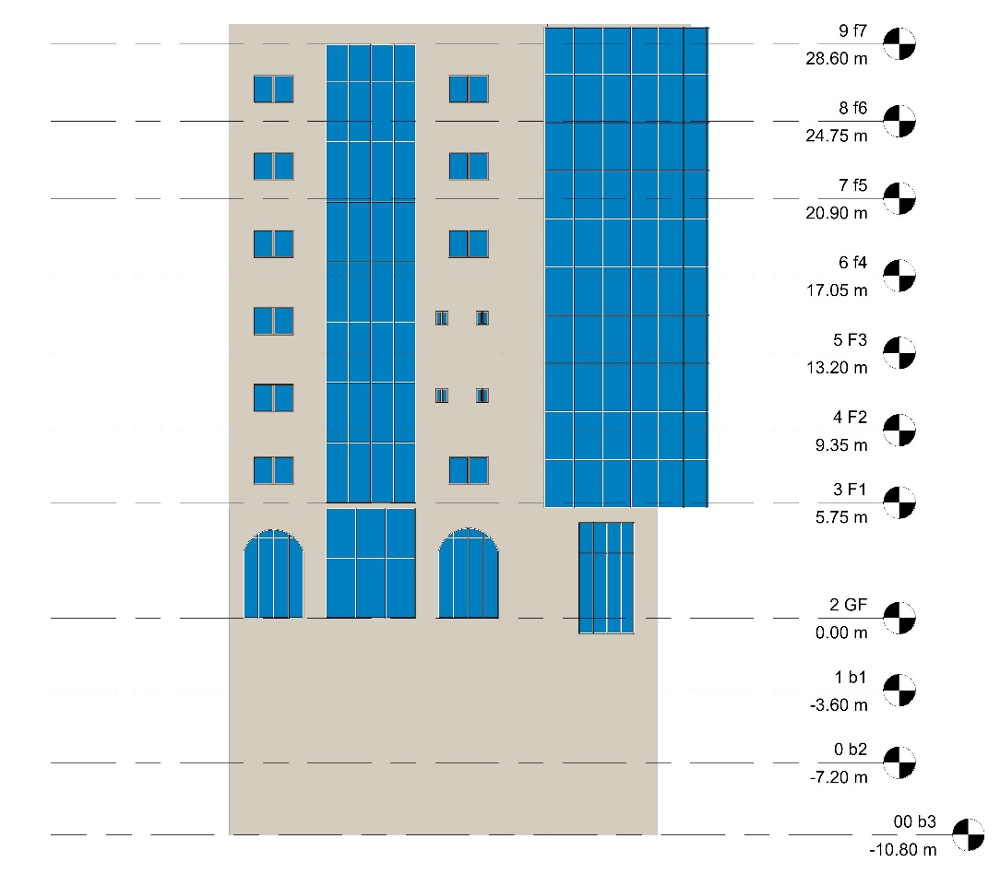 9 f7
28.60 m
8 f6
24.75 m
7 f5
20.90 m
6 f4
17.05 m
5 F3
13.20 m
4 F2
9.35 m
3 F1
5.75 m
2 GF
0.00 m
1 b1
-3.60 m
0 b2
-7.20 m
00 b3
-10.80 m